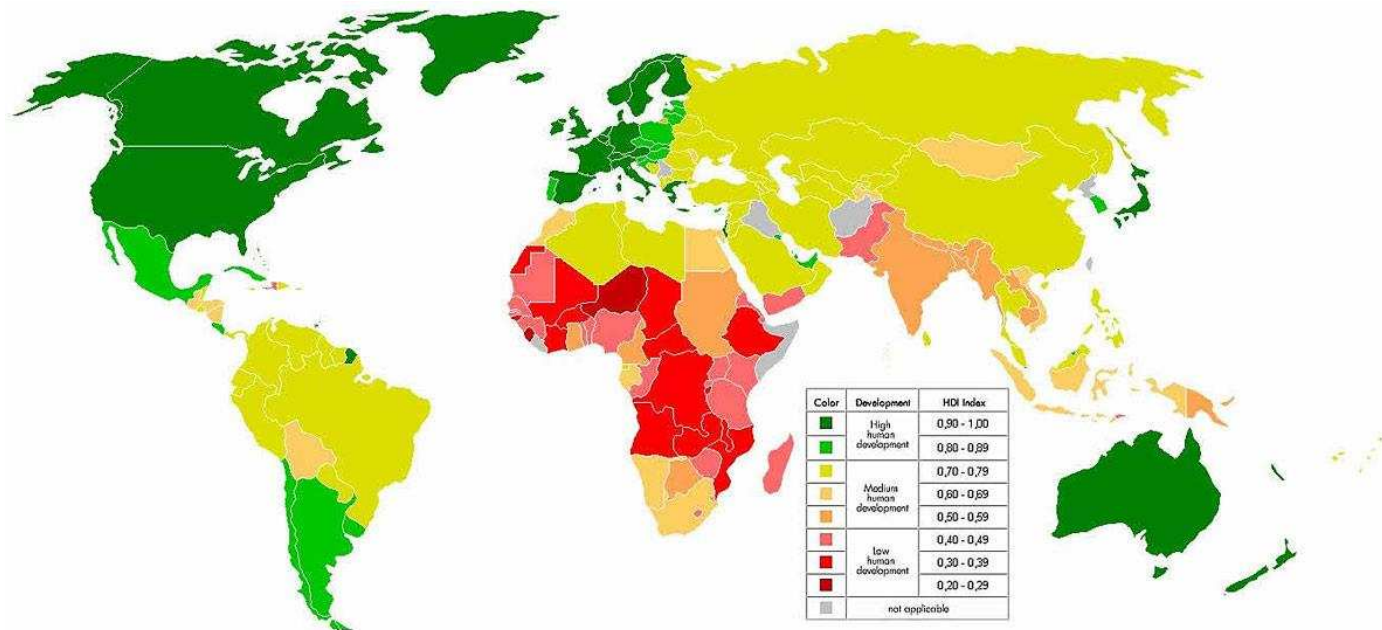 Color Development HDI Index
High human development
0,90 - 1,00
0,80 - 0,89
Medium human development
0,70 - 0,79
0,60 - 0,69
0,50 - 0,59
Low human development
0,40 - 0,49
0,30 - 0,39
0,20 - 0,29
not applicable